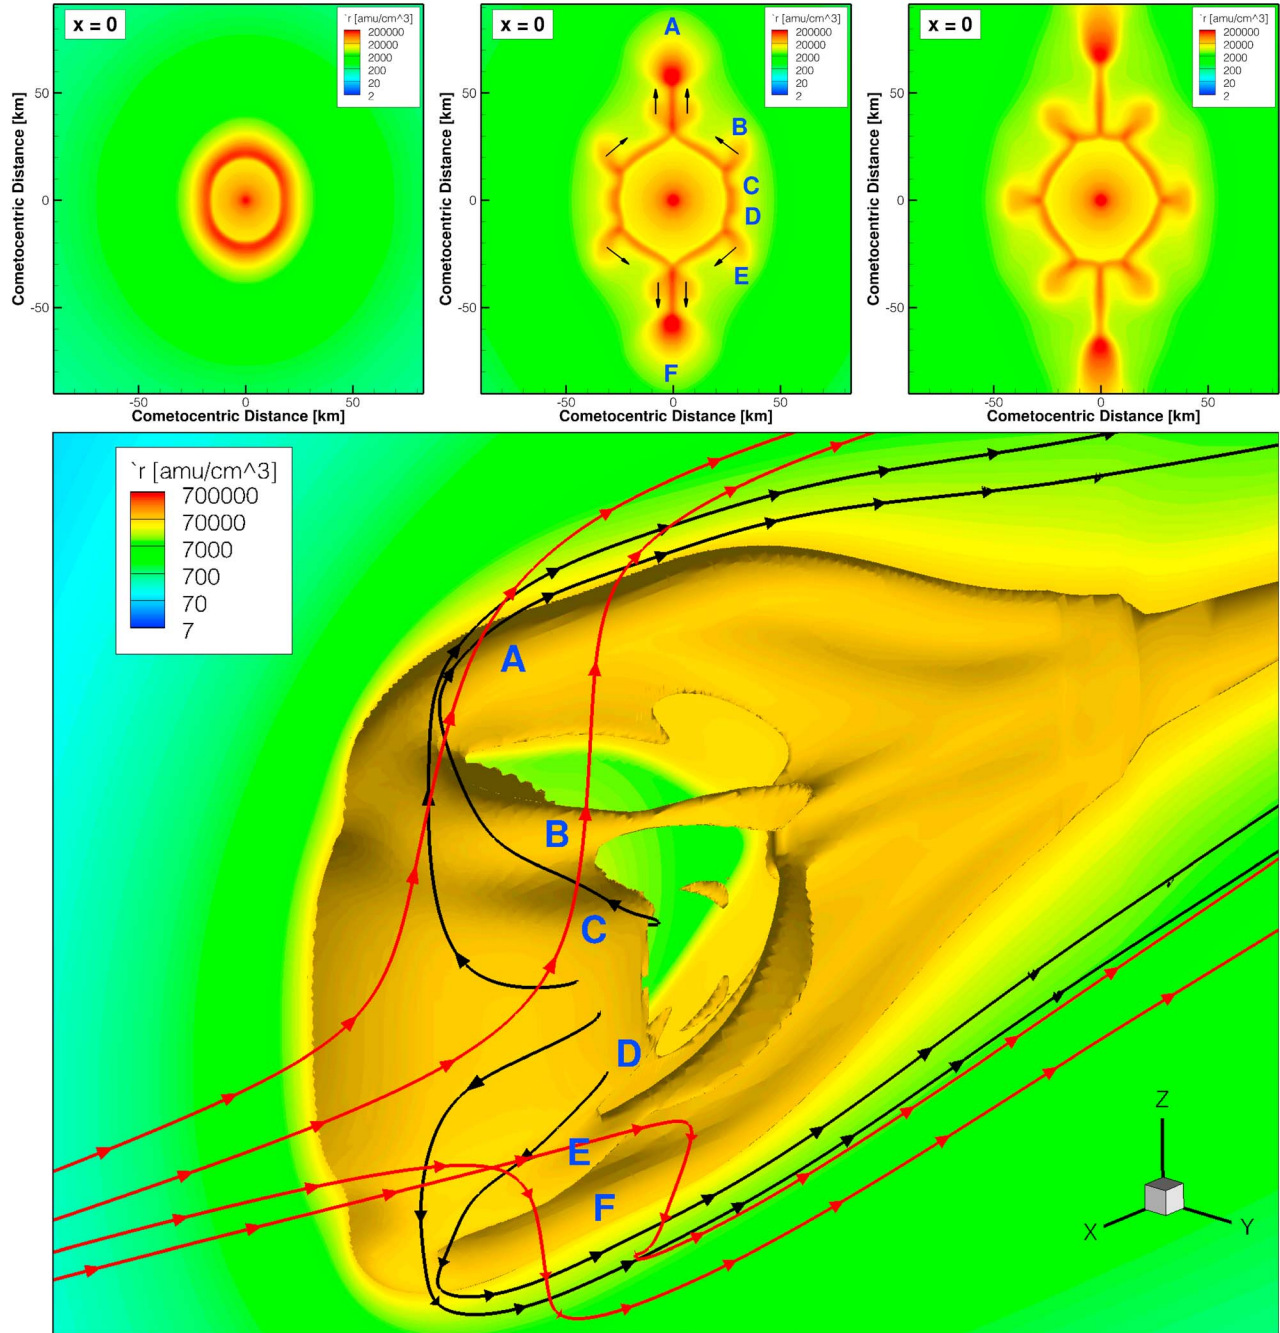 x = 0
`r [amu/cm^3]
200000
20000
2000
200
20
2
50
0
-50
Cometocentric Distance [km]
-50
0
50
Cometocentric Distance [km]
x = 0
`r [amu/cm^3]
200000
20000
2000
200
20
2
A
B
C
D
E
F
50
0
-50
Cometocentric Distance [km]
-50
0
50
Cometocentric Distance [km]
x = 0
`r [amu/cm^3]
200000
20000
2000
200
20
2
50
0
-50
Cometocentric Distance [km]
-50
0
50
Cometocentric Distance [km]
`r [amu/cm^3]
700000
70000
7000
700
70
7
A
B
C
D
E
F
Z
X
Y